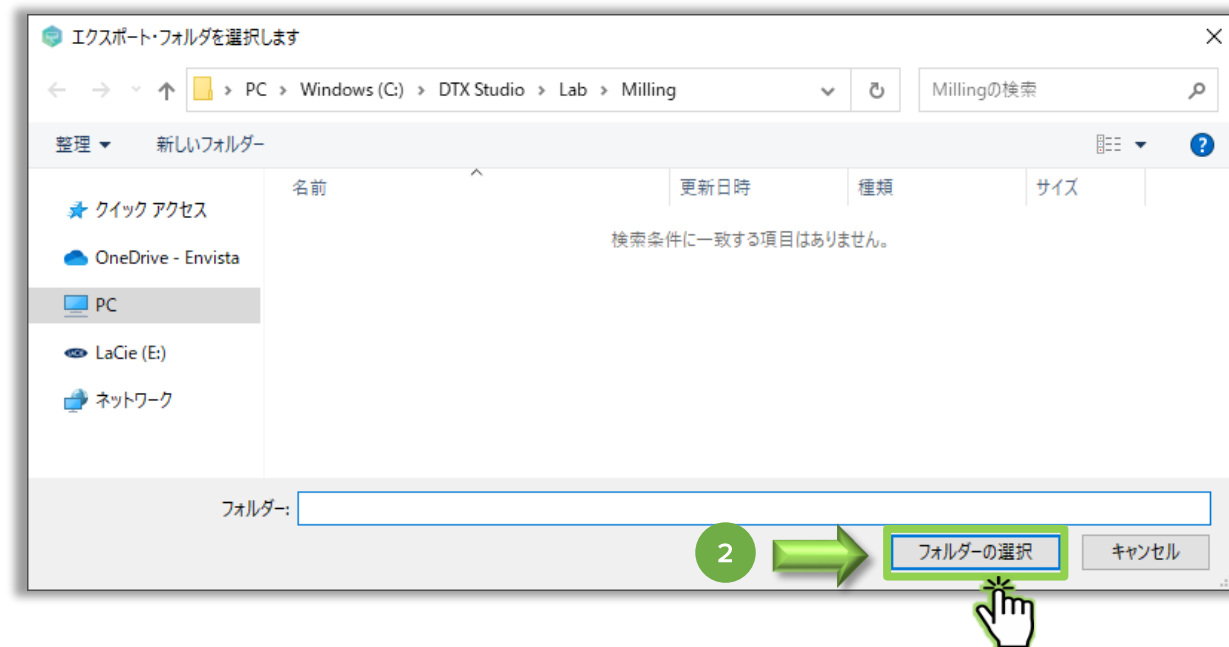 エクスポート・フォルダを選択します
PC > Windows (C:) > DTX Studio > Lab > Milling
Millingの検索
整理 新しいフォルダー
名前 更新日時 種類 サイズ
検索条件に一致する項目はありません。
クイック アクセス
OneDrive - Envista
PC
LaCie (E:)
ネットワーク
フォルダー:
2 フォルダーの選択 キャンセル